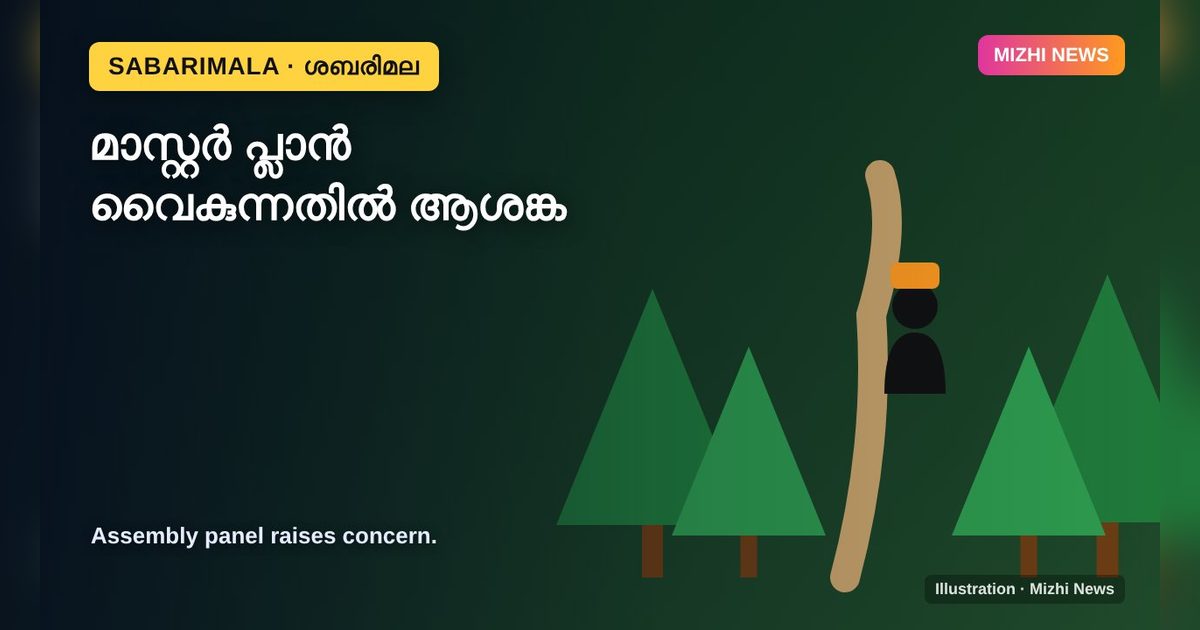 SABARIMALA · ശബരിമല
MIZHI NEWS
മാസ്റ്റർ പ്ലാൻ
വൈകുന്നതിൽ ആശങ്ക
Assembly panel raises concern.
Illustration · Mizhi News